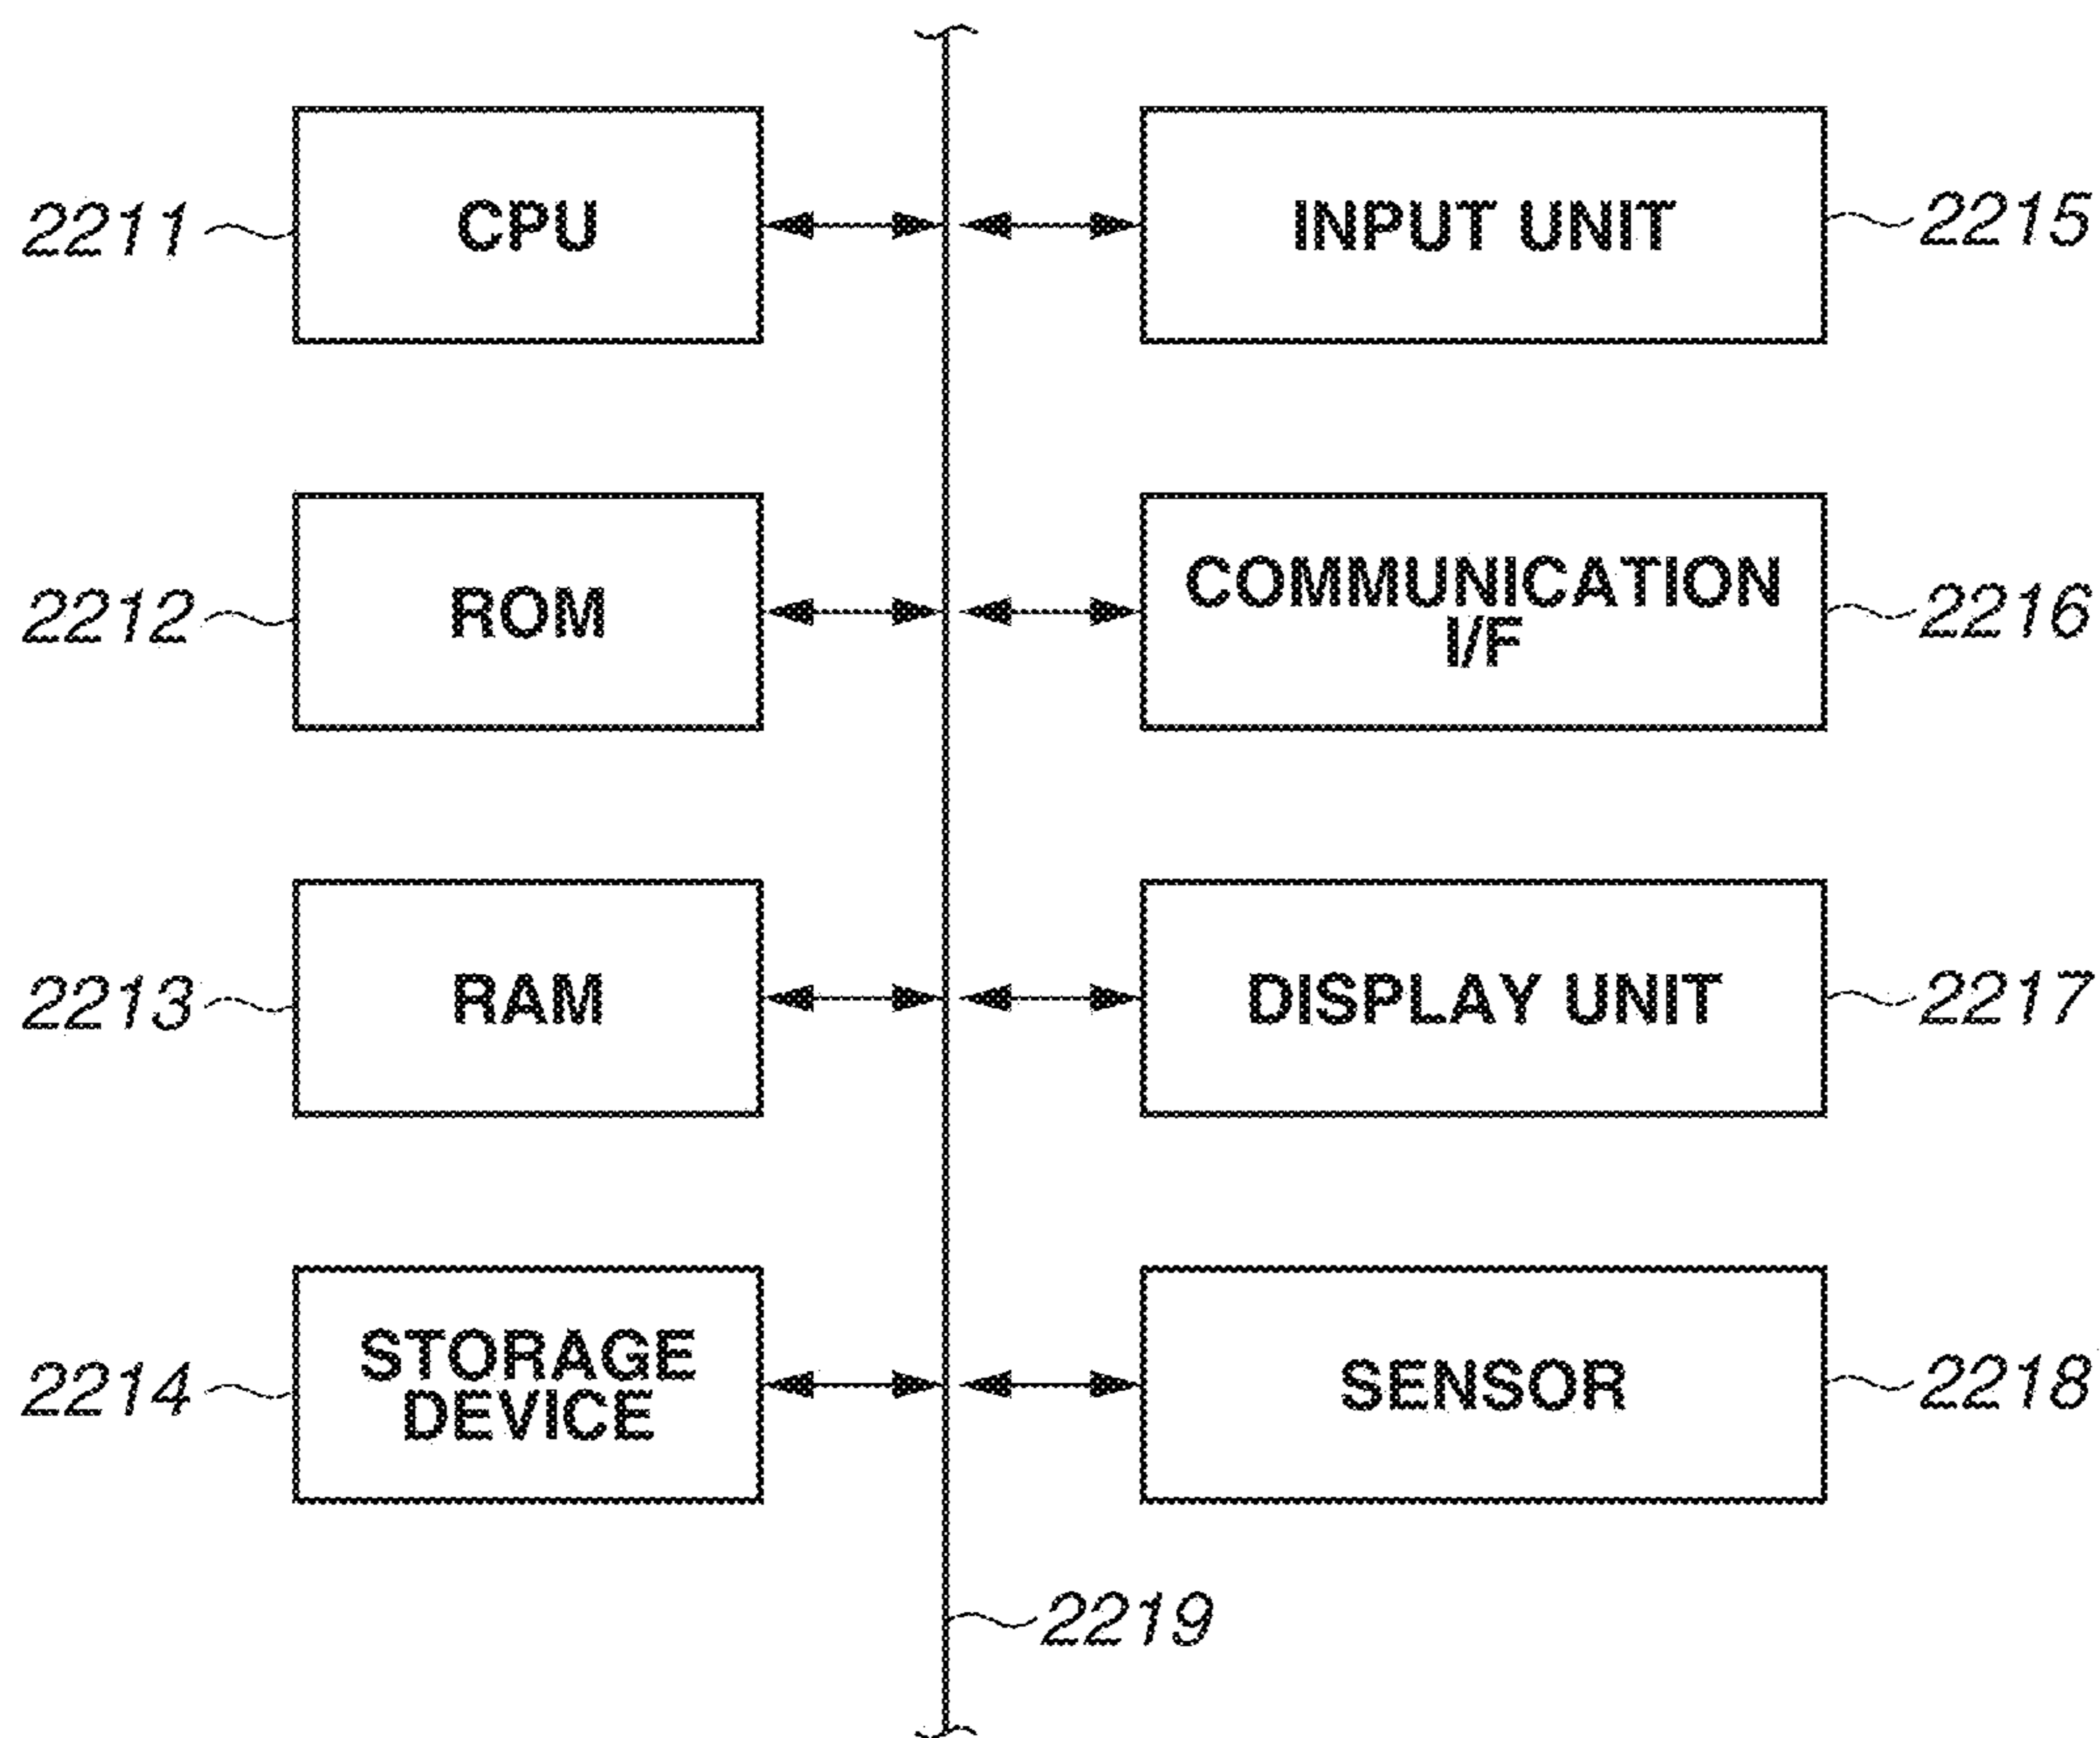 2211
CPU
INPUT UNIT
2215
2212
ROM
COMMUNICATION
I/F
2216
2213
RAM
DISPLAY UNIT
2217
2214
STORAGE
DEVICE
SENSOR
2218
2219